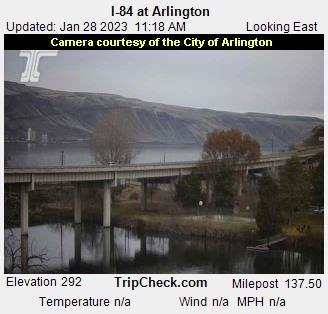 I-84 at Arlington
Updated: Jan 28 2023 11:18 AM Looking East
Camera courtesy of the City of Arlington
Elevation 292 TripCheck.com Milepost 137.50
Temperature n/a Wind n/a MPH n/a